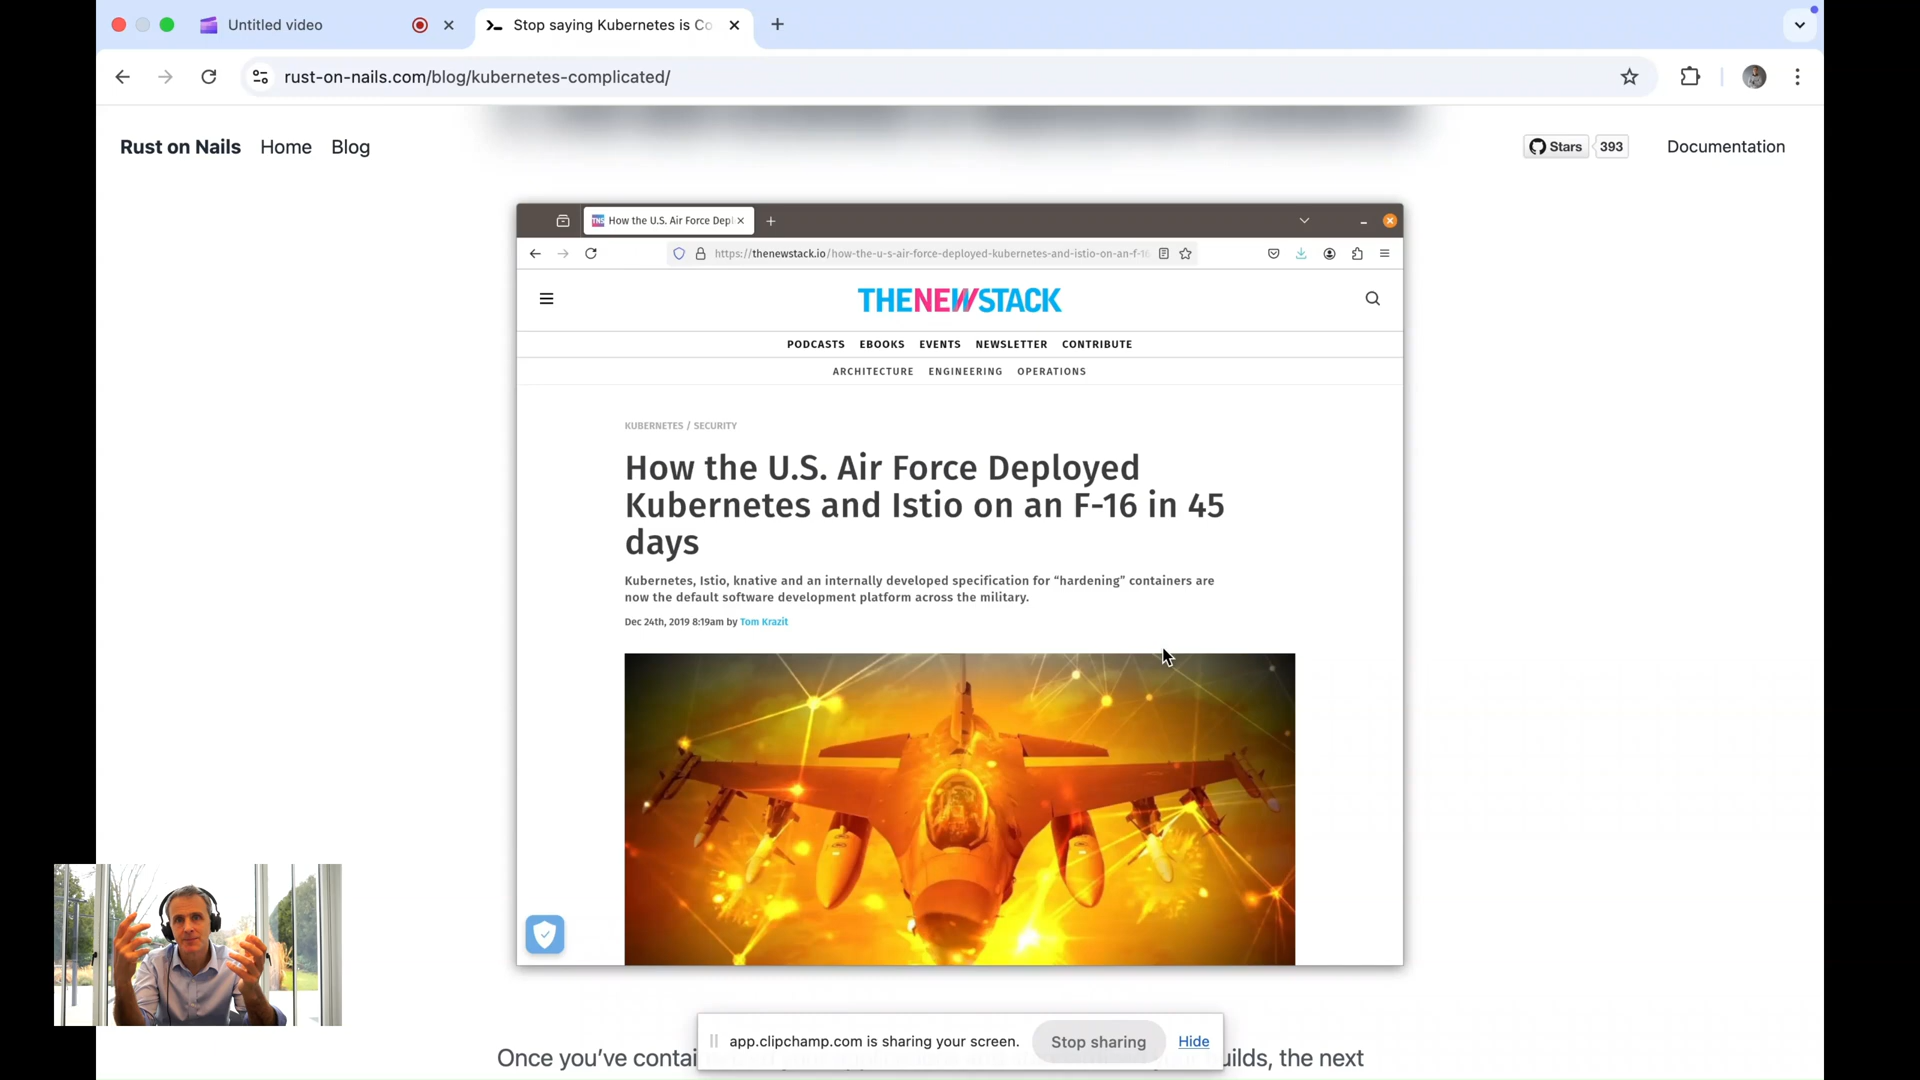 Untitled video
Stop saying Kubernetes is Co
rust-on-nails.com/blog/kubernetes-complicated/
Rust on Nails Home Blog
Stars 393
Documentation
How the U.S. Air Force Depl
https://thenewstack.io/how-the-u-s-air-force-deployed-kubernetes-and-istio-on-an-f-16
THENEWSTACK
PODCASTS EBOOKS EVENTS NEWSLETTER CONTRIBUTE
ARCHITECTURE ENGINEERING OPERATIONS
KUBERNETES / SECURITY
How the U.S. Air Force Deployed
Kubernetes and Istio on an F-16 in 45
days
Kubernetes, Istio, knative and an internally developed specification for “hardening” containers are
now the default software development platform across the military.
Dec 24th, 2019 8:19am by Tom Krazit
app.clipchamp.com is sharing your screen.
Stop sharing
Hide
Once you’ve contai uilds, the next